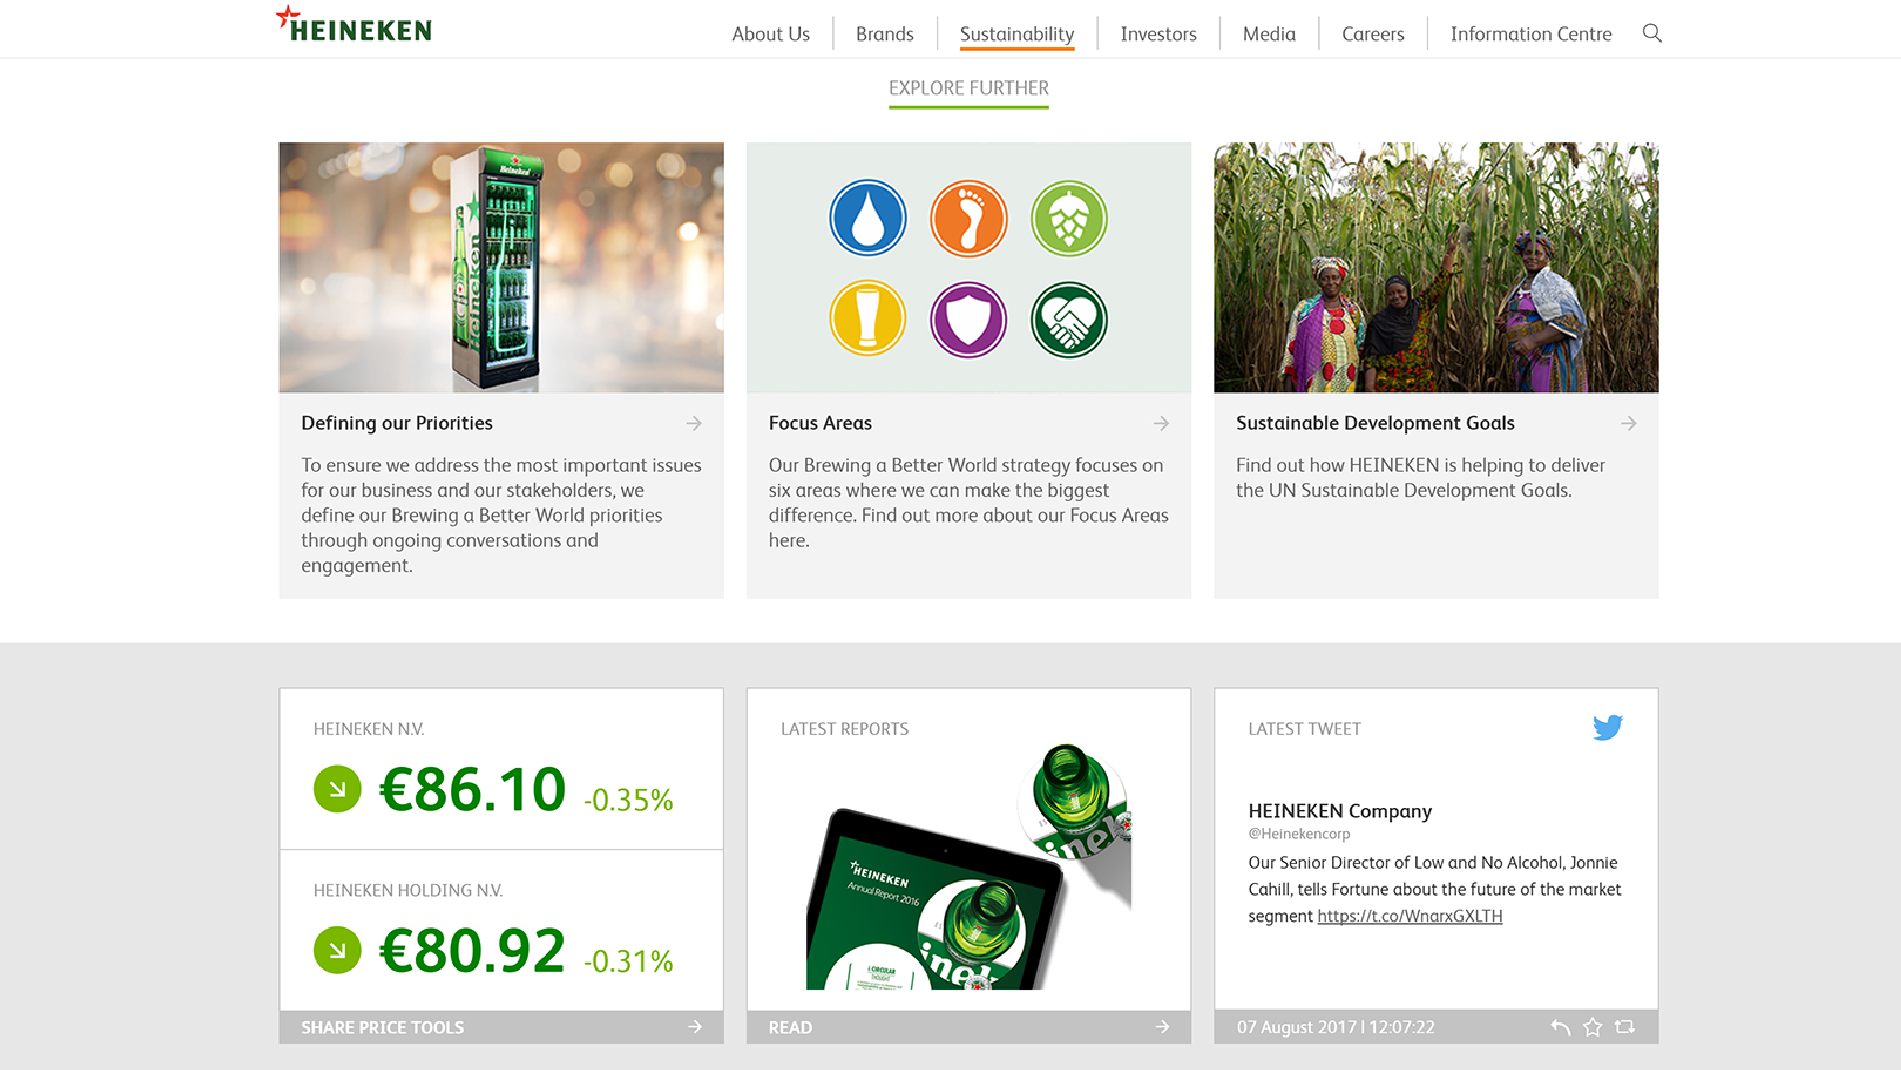 HEINEKEN
About Us
Brands
Sustainability
Investors
Media
Careers
Information Centre
EXPLORE FURTHER
Heineken
Heineken
Defining our Priorities
To ensure we address the most important issues
for our business and our stakeholders, we
define our Brewing a Better World priorities
through ongoing conversations and
engagement.
Focus Areas
Our Brewing a Better World strategy focuses on
six areas where we can make the biggest
difference. Find out more about our Focus Areas
here.
Sustainable Development Goals
Find out how HEINEKEN is helping to deliver
the UN Sustainable Development Goals.
HEINEKEN N.V.
€86.10 -0.35%
HEINEKEN HOLDING N.V.
€80.92 -0.31%
SHARE PRICE TOOLS
LATEST REPORTS
HEINEKEN
Annual Report 2016
READ
LATEST TWEET
HEINEKEN Company
@Heinekencorp
Our Senior Director of Low and No Alcohol, Jonnie
Cahill, tells Fortune about the future of the market
segment https://t.co/WnarxGXLTH
07 August 2017 | 12:07:22